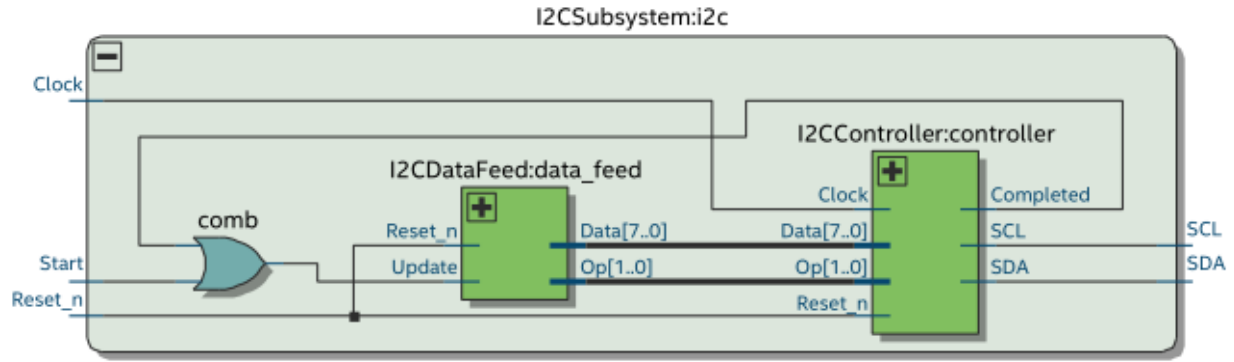 I2CSubsystem:i2c
Clock
I2CController:controller
I2CDataFeed:data_feed
Clock
Completed
comb
Reset_n
Data[7..0]
Data[7..0]
SCL
SCL
Start
Update
Op[1..0]
Op[1..0]
SDA
SDA
Reset_n
Reset_n